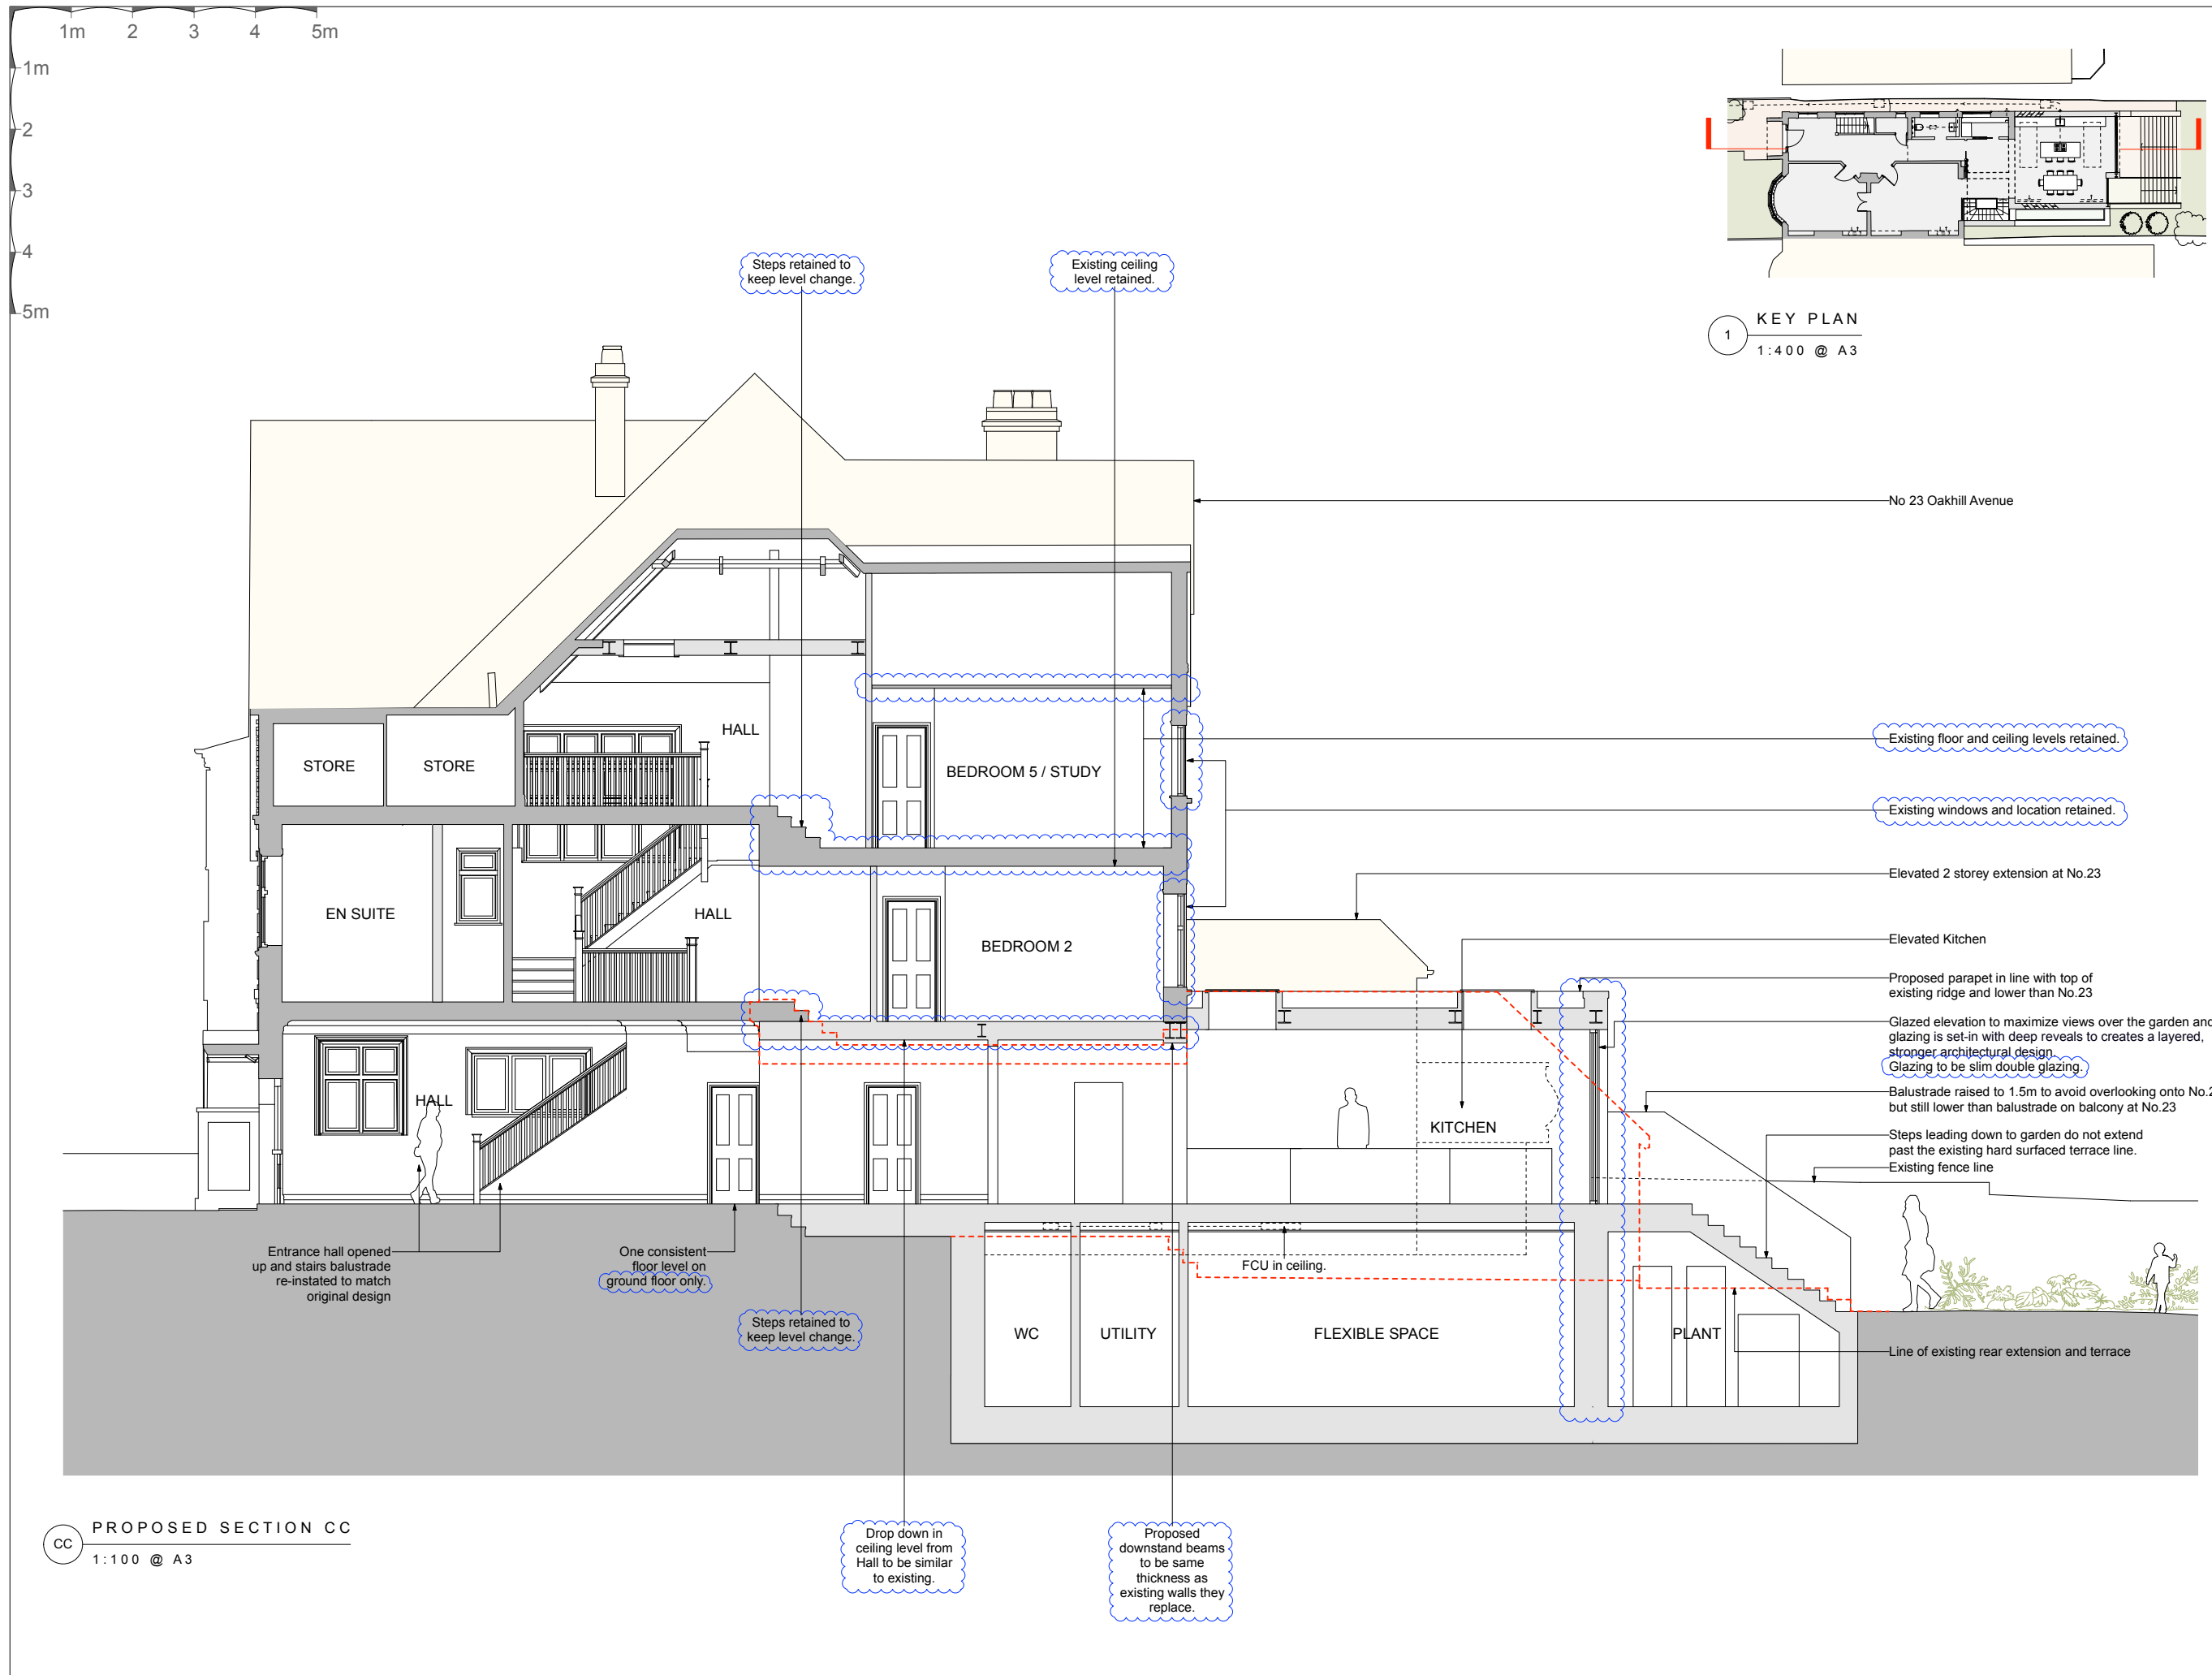 1m 2 3 4 5m
1m
2
3
4
5m
1
KEY PLAN
1:400 @ A3
Steps retained to
keep level change.
Existing ceiling
level retained.
No 23 Oakhill Avenue
HALL
STORE
STORE
BEDROOM 5 / STUDY
Existing floor and ceiling levels retained.
Existing windows and location retained.
Elevated 2 storey extension at No.23
EN SUITE
HALL
BEDROOM 2
Elevated Kitchen
Proposed parapet in line with top of
existing ridge and lower than No.23
Glazed elevation to maximize views over the garden and
glazing is set-in with deep reveals to creates a layered,
stronger architectural design.
Glazing to be slim double glazing.
Balustrade raised to 1.5m to avoid overlooking onto No.2
but still lower than balustrade on balcony at No.23
HALL
KITCHEN
Steps leading down to garden do not extend
past the existing hard surfaced terrace line.
Existing fence line
Entrance hall opened
up and stairs balustrade
re-instated to match
original design
One consistent
floor level on
ground floor only.
FCU in ceiling.
Steps retained to
keep level change.
WC
UTILITY
FLEXIBLE SPACE
PLANT
Line of existing rear extension and terrace
CC
PROPOSED SECTION CC
1:100 @ A3
Drop down in
ceiling level from
Hall to be similar
to existing.
Proposed
downstand beams
to be same
thickness as
existing walls they
replace.